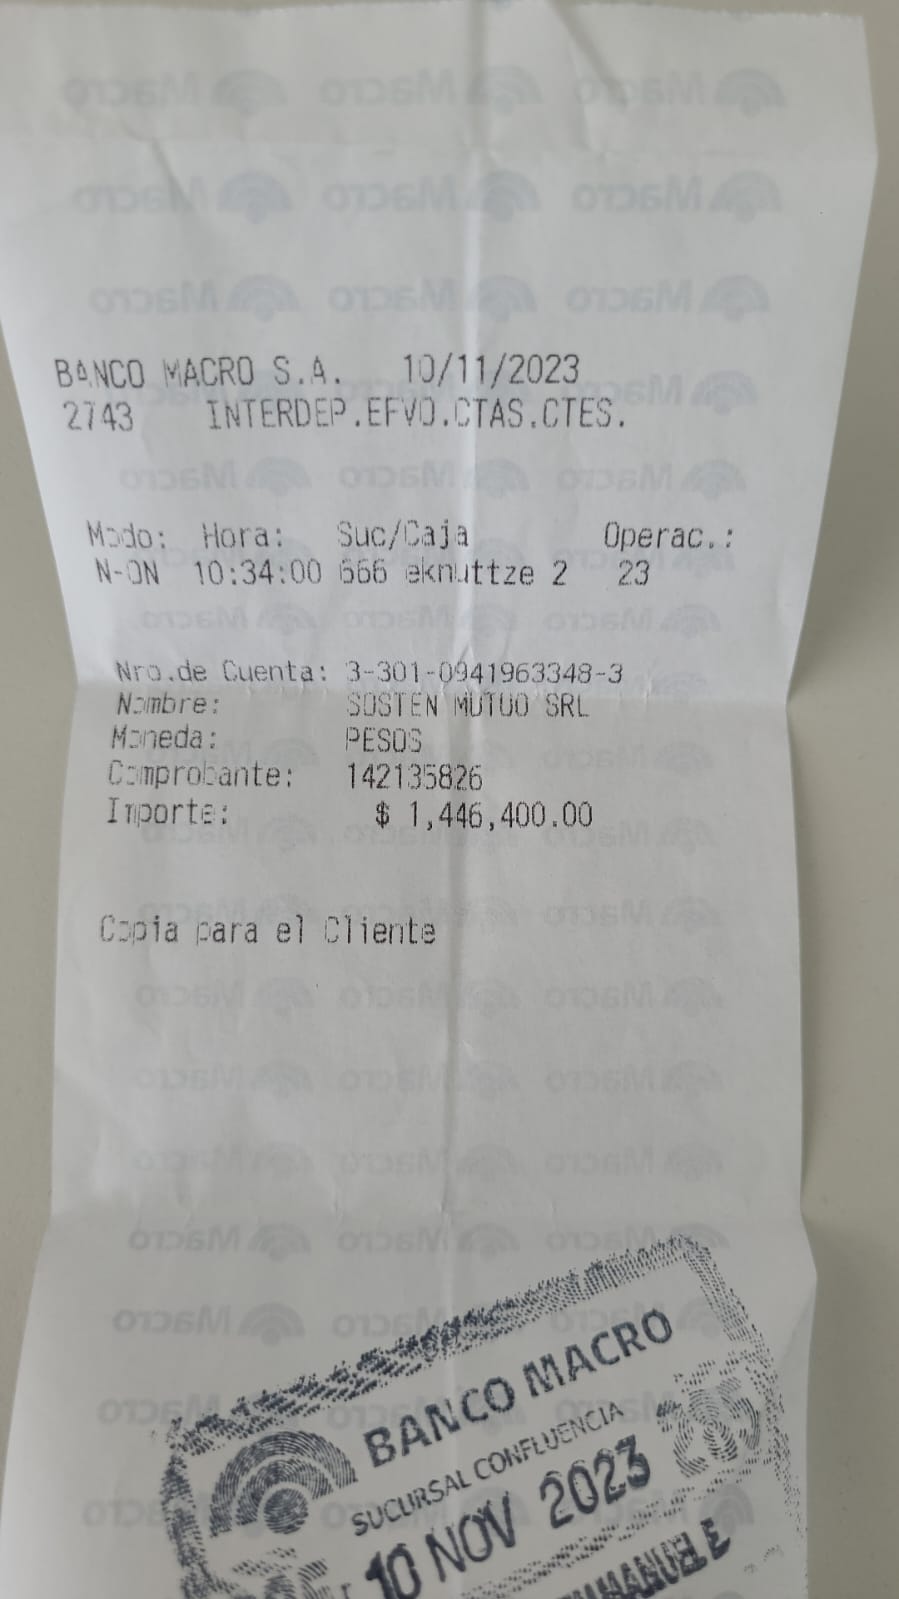 BANCO MACRO S.A. 10/11/2023
2743 INTERDEP.EFVO.CTAS.CTES.
Modo: Hora: Suc/Caja Operac.:
N-ON 10:34:00 666 eknuttze 2 23
Nro.de Cuenta: 3-301-0941963348-3
Nombre: SOSTEN MUTUO SRL
Moneda: PESOS
Comprobante: 142135826
Importe: $ 1,446,400.00
Copia para el Cliente
BANCO MACRO
SUCURSAL CONFLUENCIA
10 NOV 2023